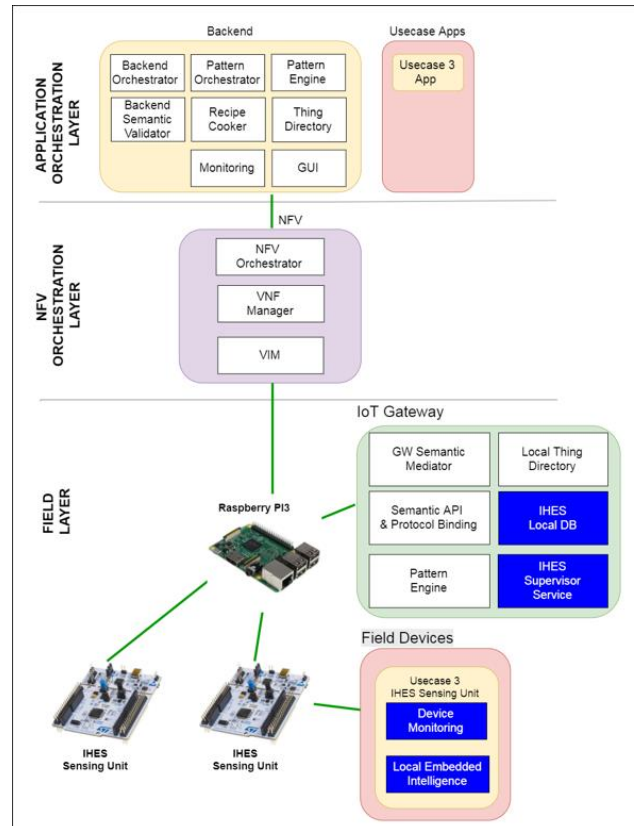 Backend
Usecase Apps
APPLICATION
ORCHESTRATION
LAYER
Backend
Orchestrator
Pattern
Orchestrator
Pattern
Engine
Backend
Semantic
Validator
Recipe
Cooker
Thing
Directory
Monitoring
GUI
Usecase 3
App
NFV
ORCHESTRATION
LAYER
NFV
NFV
Orchestrator
VNF
Manager
VIM
FIELD
LAYER
IoT Gateway
GW Semantic
Mediator
Local Thing
Directory
Semantic API
& Protocol Binding
IHES
Local DB
Pattern
Engine
IHES
Supervisor
Service
Raspberry PI3
Field Devices
Usecase 3
IHES Sensing Unit
Device
Monitoring
Local Embedded
Intelligence
IHES
Sensing Unit
IHES
Sensing Unit